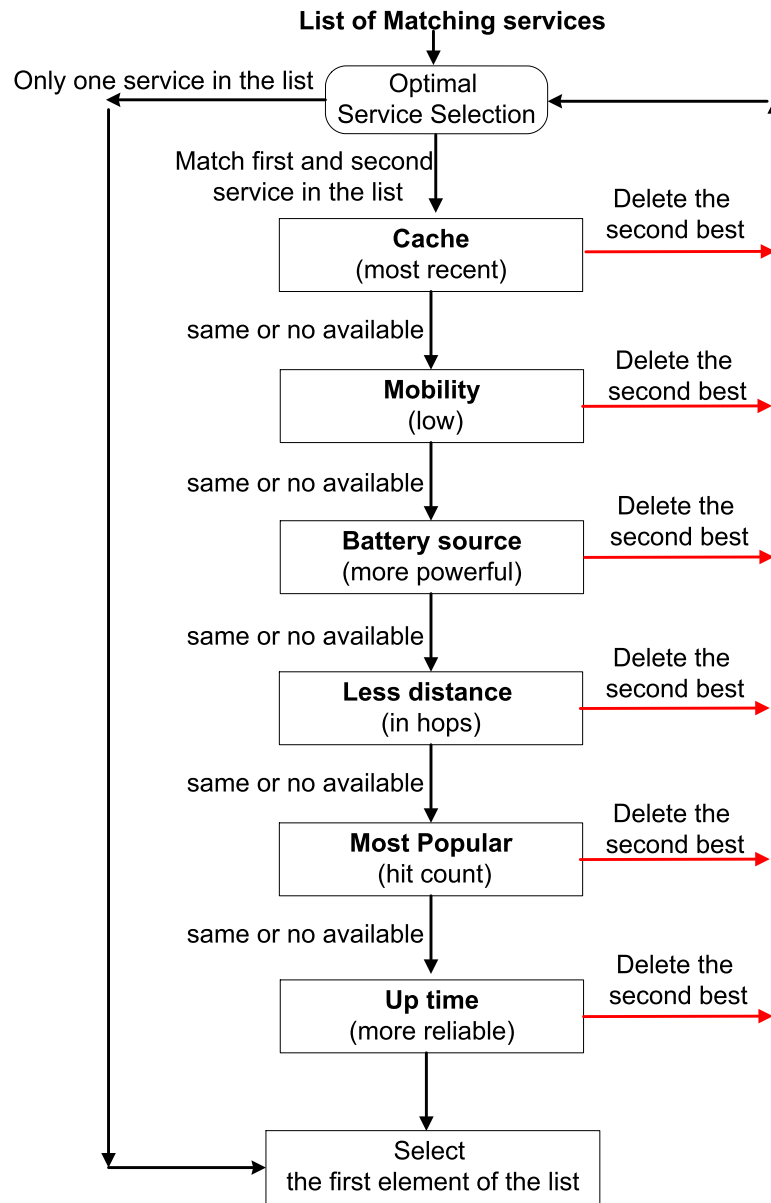 List of Matching services
Only one service in the list
Optimal
Service Selection
Match first and second
service in the list
Delete the
second best
Cache
(most recent)
same or no available
Delete the
second best
Mobility
(low)
same or no available
Delete the
second best
Battery source
(more powerful)
same or no available
Delete the
second best
Less distance
(in hops)
same or no available
Delete the
second best
Most Popular
(hit count)
same or no available
Delete the
second best
Up time
(more reliable)
Select
the first element of the list